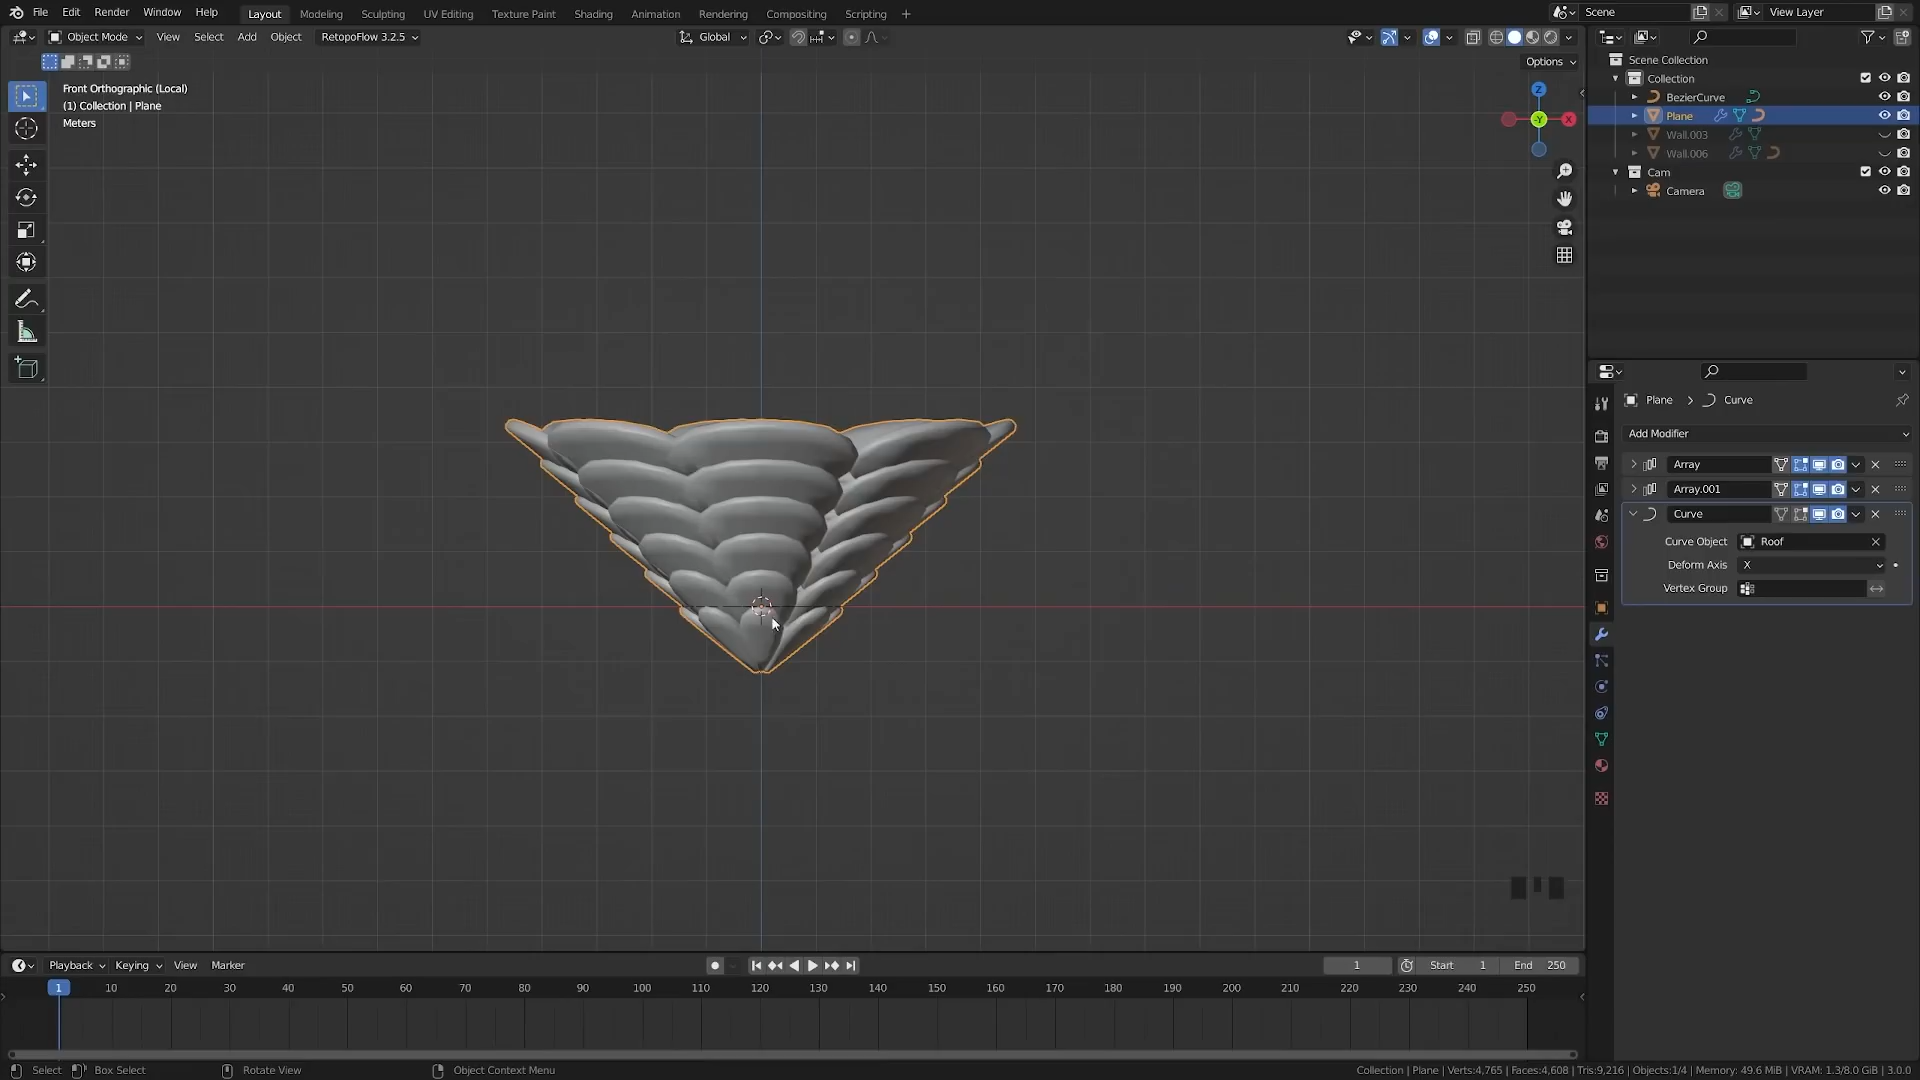 File Edit Render Window Help Layout Modeling Sculpting UV Editing Texture Paint Shading Animation Rendering Compositing Scripting + Scene View Layer
Object Mode View Select Add Object RetopoFlow 3.2.5 Global
Options
Front Orthographic (Local)
(1) Collection | Plane
Meters
Z
-Y
X
Scene Collection
Collection
BezierCurve
Plane
Wall.003
Wall.006
Cam
Camera
Plane > Curve
Add Modifier
Array
Array.001
Curve
Curve Object Roof
Deform Axis X
Vertex Group
Playback Keying View Marker 1 Start 1 End 250
1 10 20 30 40 50 60 70 80 90 100 110 120 130 140 150 160 170 180 190 200 210 220 230 240 250
Select Box Select Rotate View Object Context Menu Collection | Plane | Verts:4,765 | Faces:4,608 | Tris:9,216 | Objects:1/4 | Memory: 49.6 MiB | VRAM: 1.3/8.0 GiB | 3.0.0